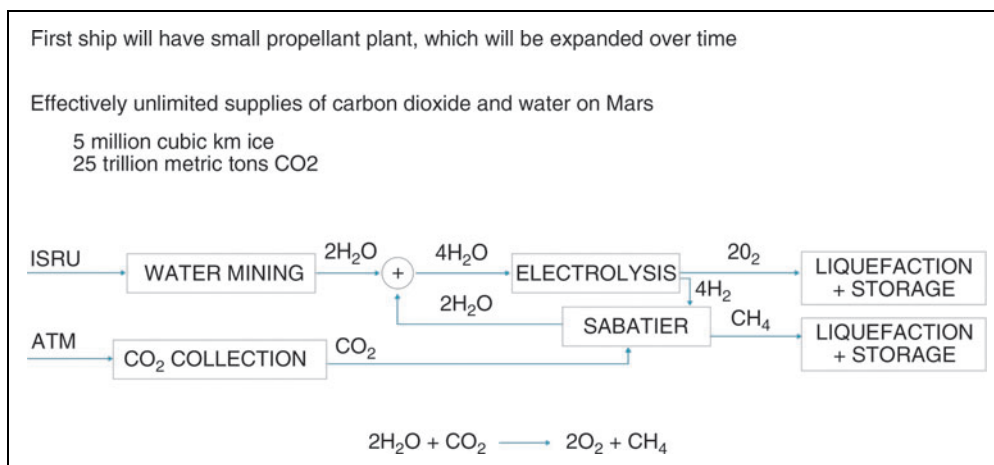 First ship will have small propellant plant, which will be expanded over time
Effectively unlimited supplies of carbon dioxide and water on Mars
5 million cubic km ice
25 trillion metric tons CO2
ISRU
WATER MINING
2H₂O
+
4H₂O
ELECTROLYSIS
20₂
LIQUEFACTION
+ STORAGE
4H₂
2H₂O
SABATIER
CH₄
LIQUEFACTION
+ STORAGE
ATM
CO₂ COLLECTION
CO₂
2H₂O + CO₂ → 2O₂ + CH₄